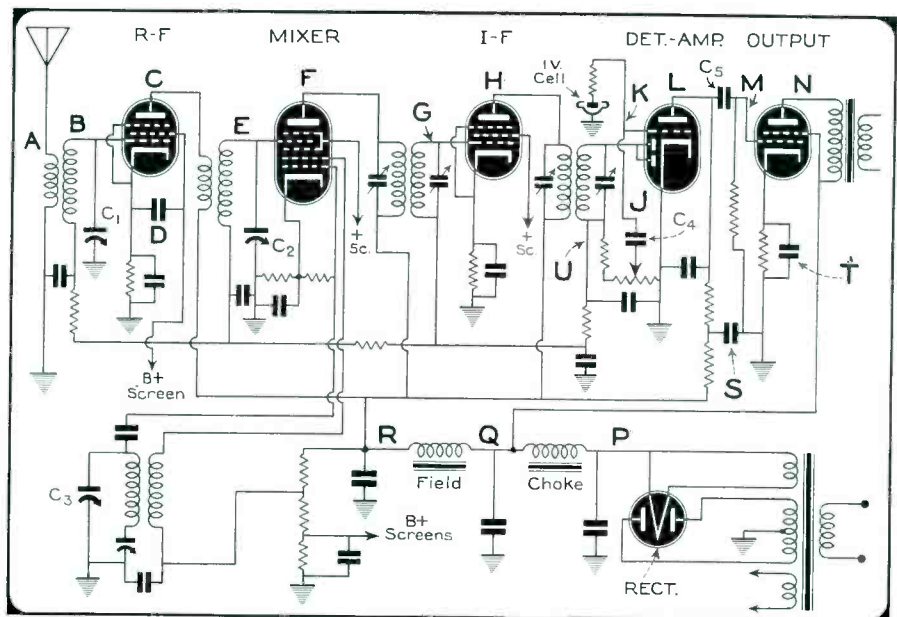 R-F MIXER I-F DET.-AMP. OUTPUT
A B C D
C1
E F
C2
+ Sc.
G H
+ Sc
1V. Cell
K L
J
C4
U
C5 M N
T
S
B+ Screen
C3
R Q P
Field Choke
B+ Screens
RECT.